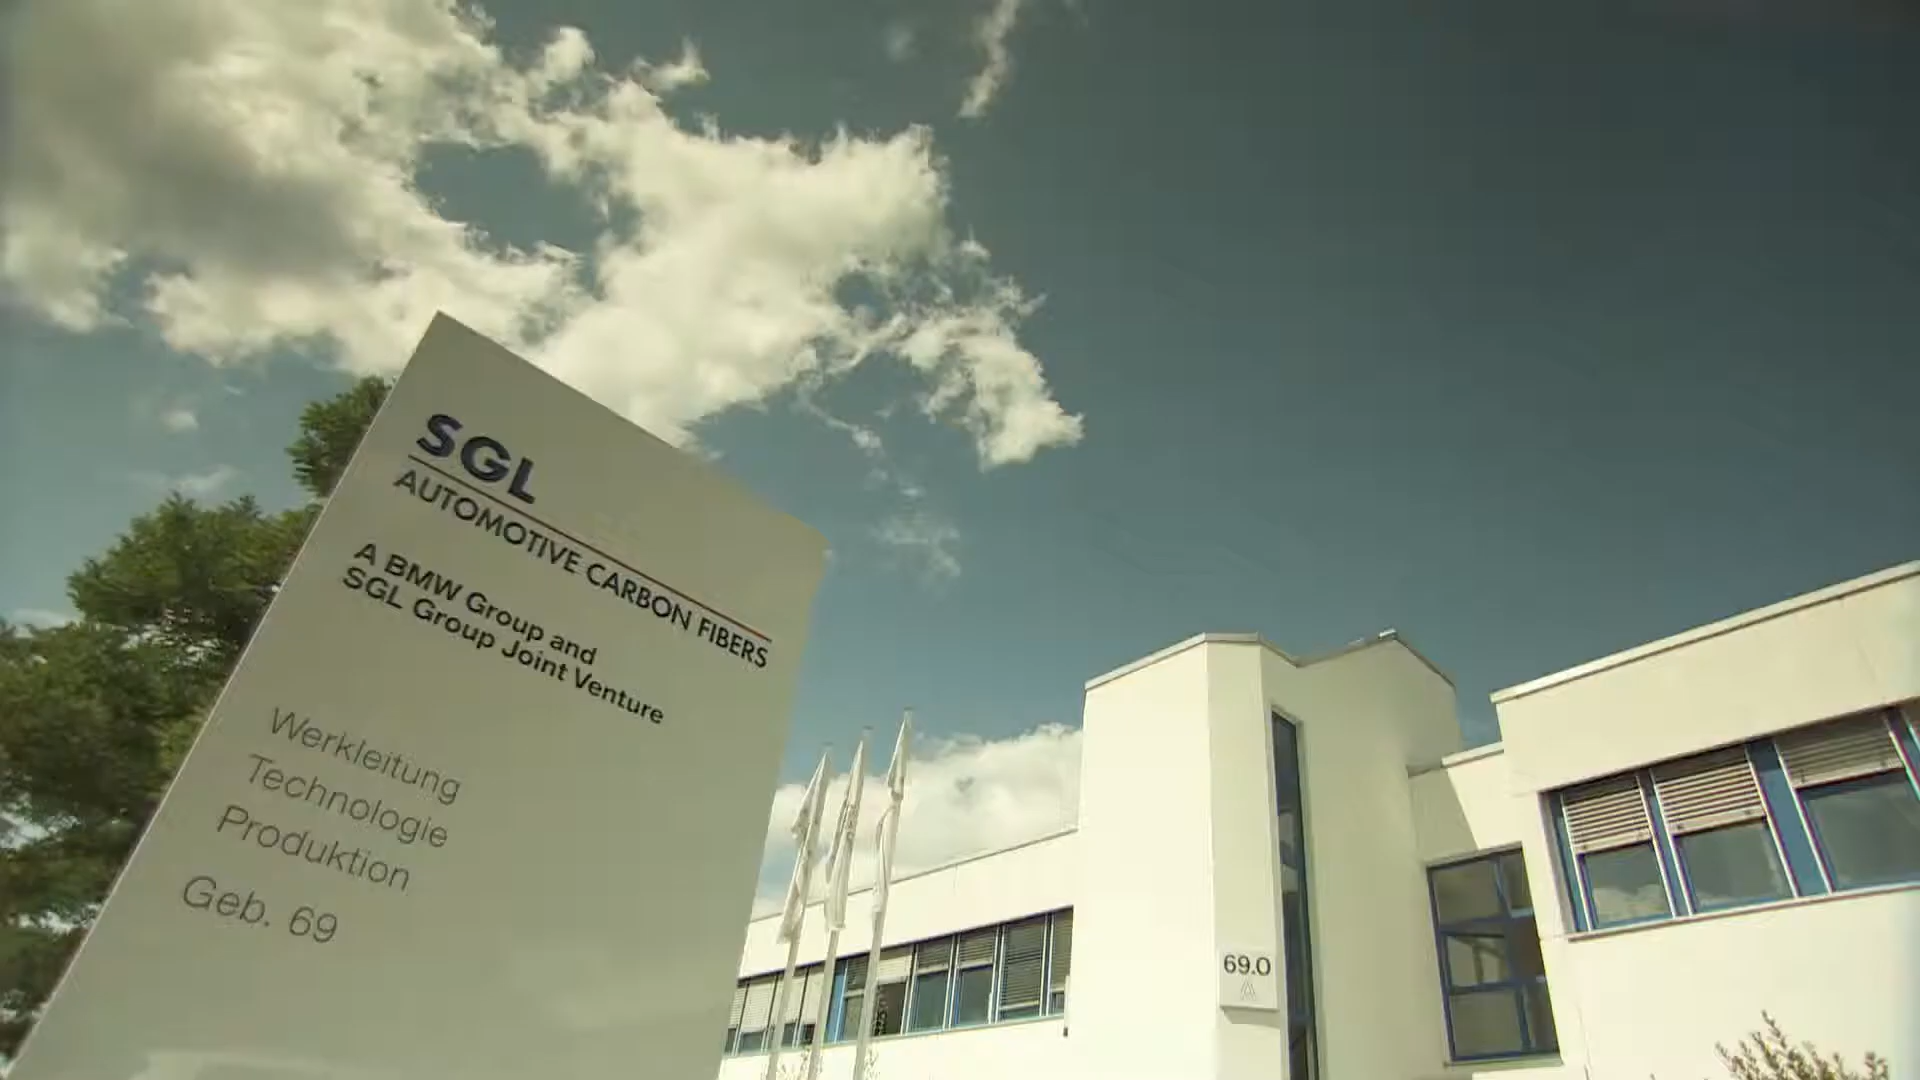 SGL
AUTOMOTIVE CARBON FIBERS
A BMW Group and
SGL Group Joint Venture
Werkleitung
Technologie
Produktion
Geb. 69
69.0